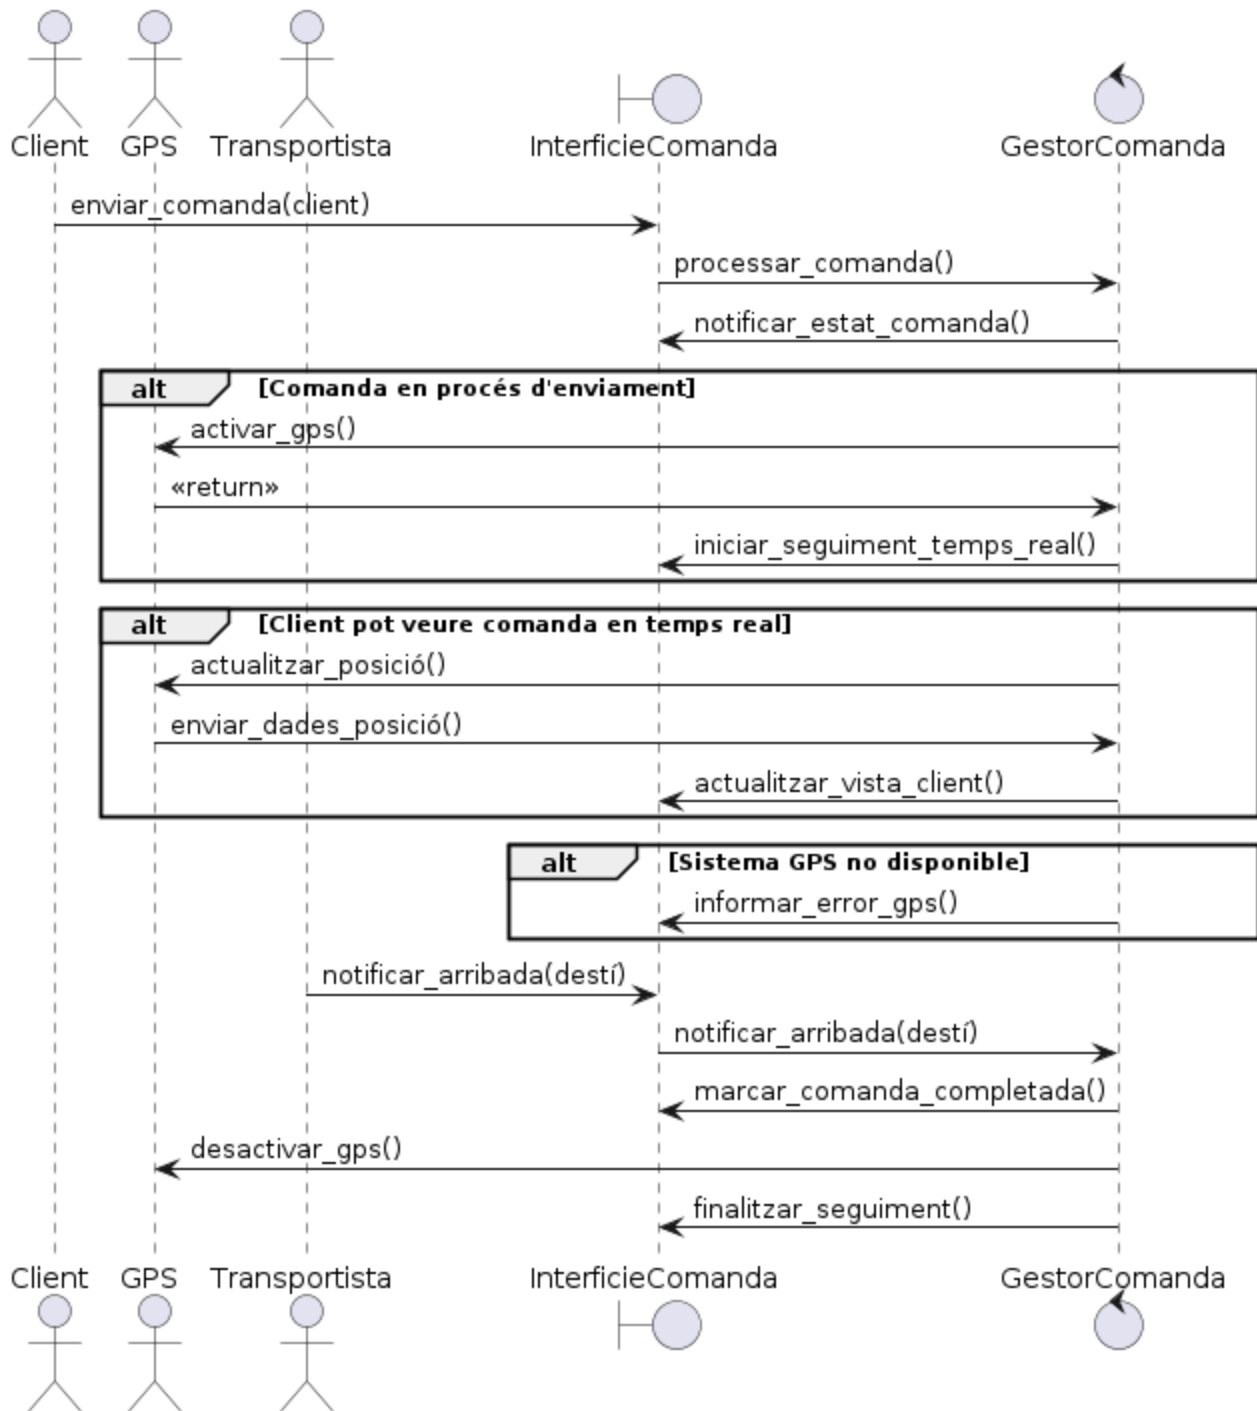 Client GPS Transportista InterficieComanda GestorComanda
enviar_comanda(client)
processar_comanda()
notificar_estat_comanda()
alt [Comanda en procés d'enviament]
activar_gps()
«return»
iniciar_seguiment_temps_real()
alt [Client pot veure comanda en temps real]
actualitzar_posició()
enviar_dades_posició()
actualitzar_vista_client()
alt [Sistema GPS no disponible]
informar_error_gps()
notificar_arribada(destí)
notificar_arribada(destí)
marcar_comanda_completada()
desactivar_gps()
finalitzar_seguiment()
Client GPS Transportista InterficieComanda GestorComanda